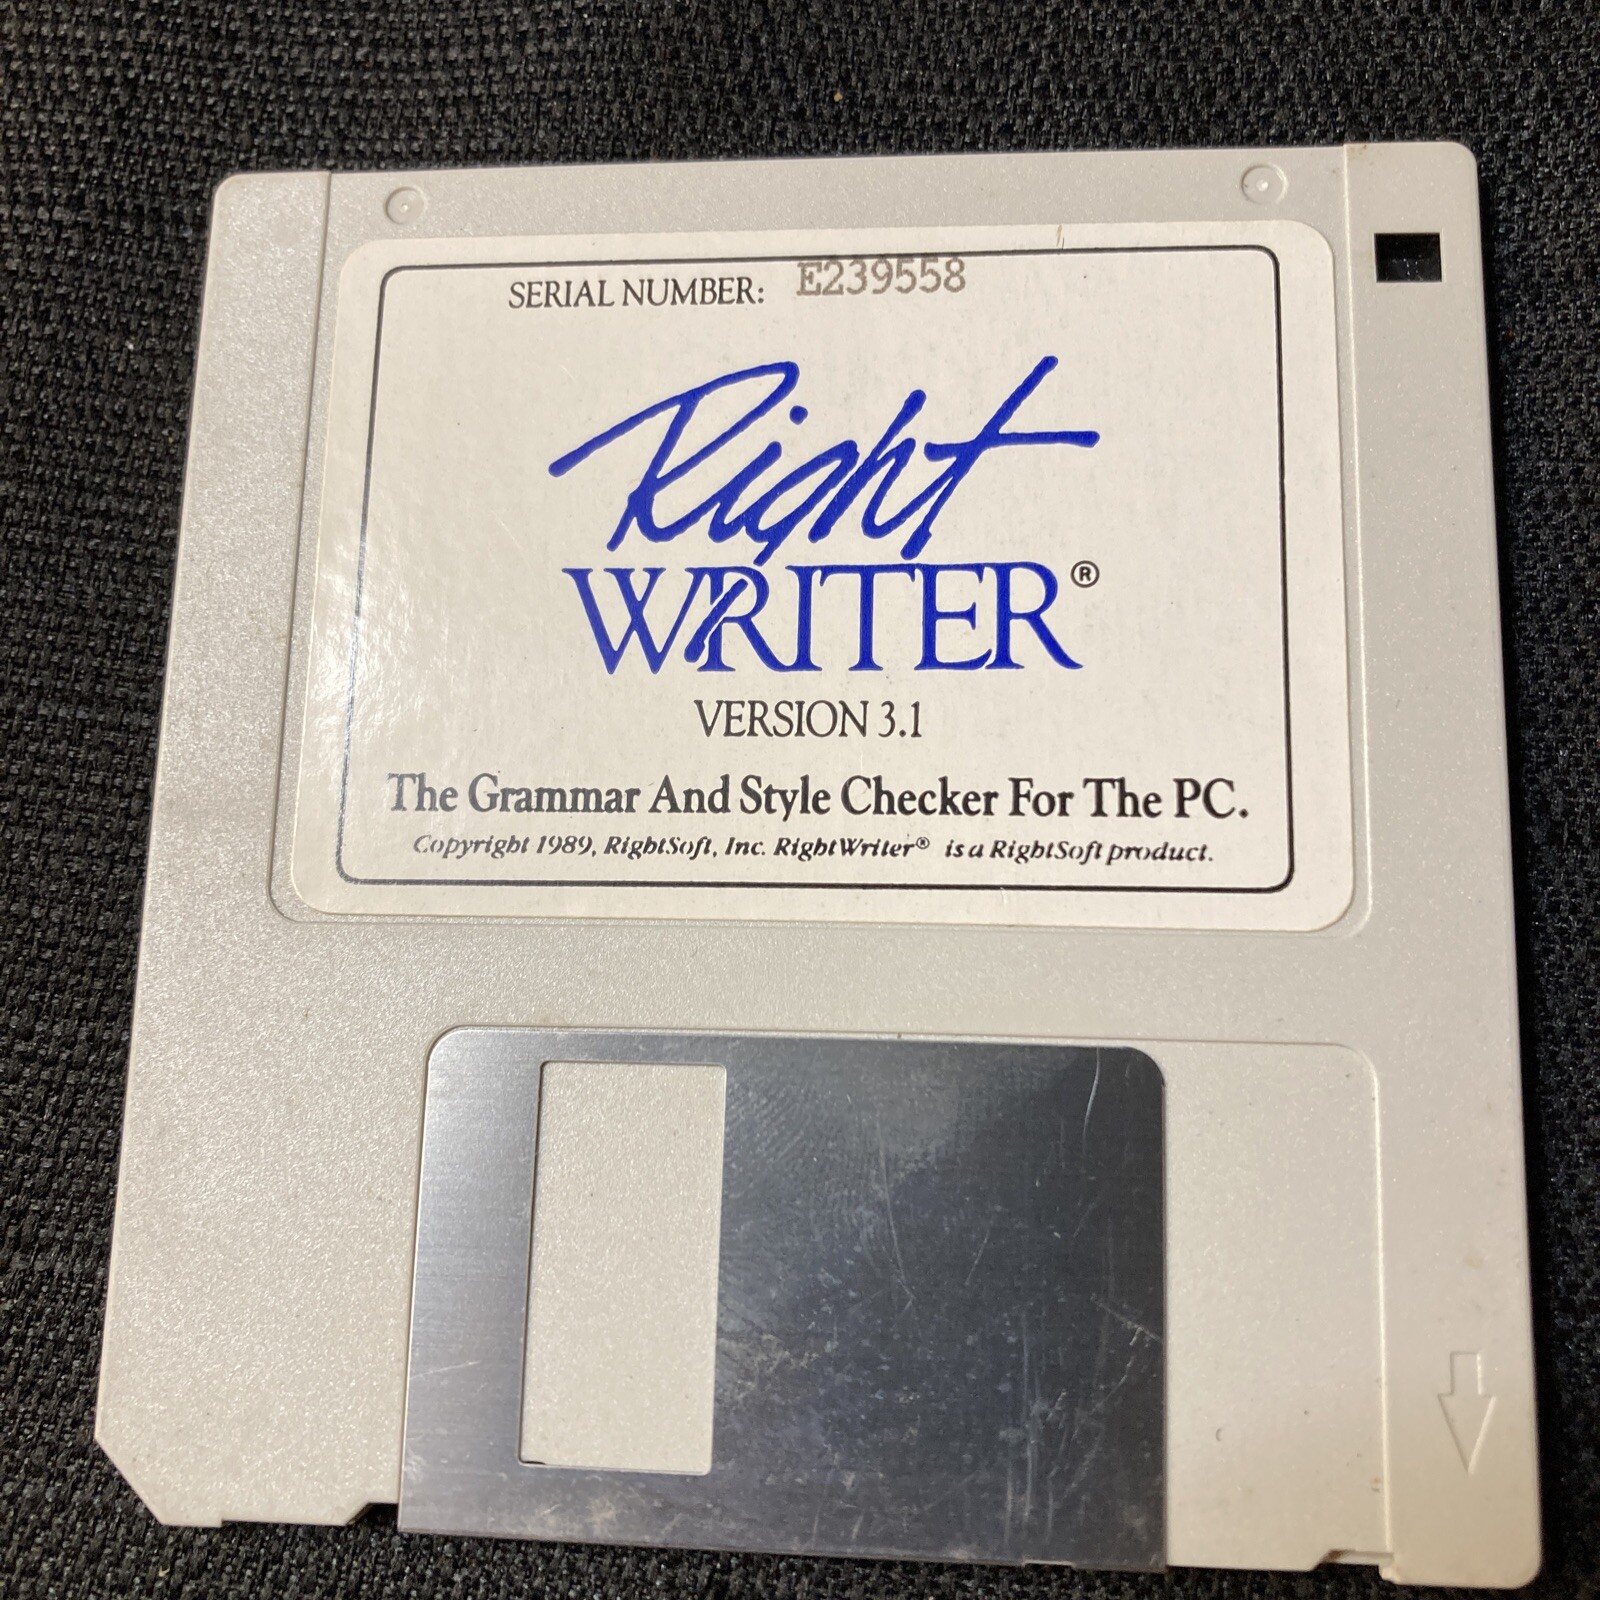 SERIAL NUMBER: E239558
Right
WRITER®
VERSION 3.1
The Grammar And Style Checker For The PC.
Copyright 1989, RightSoft, Inc. RightWriter® is a RightSoft product.